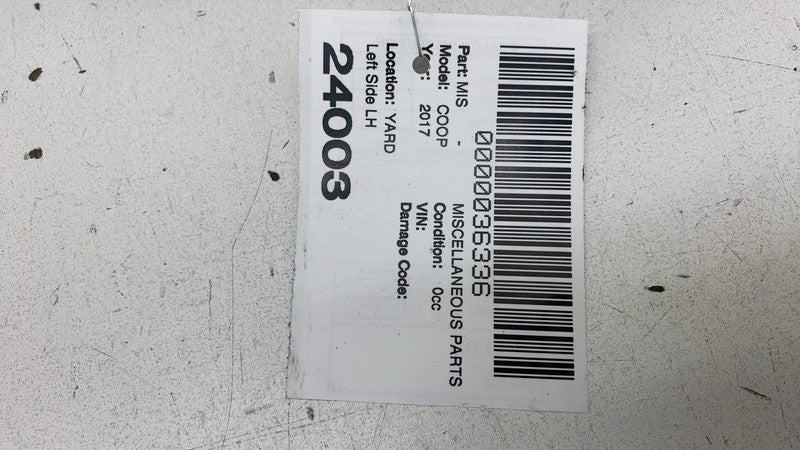 0000036336
Part: MIS - MISCELLANEOUS PARTS
Model: COOP Condition: 0cc
Year: 2017 VIN:
Damage Code:
Location: YARD
Left Side LH
24003